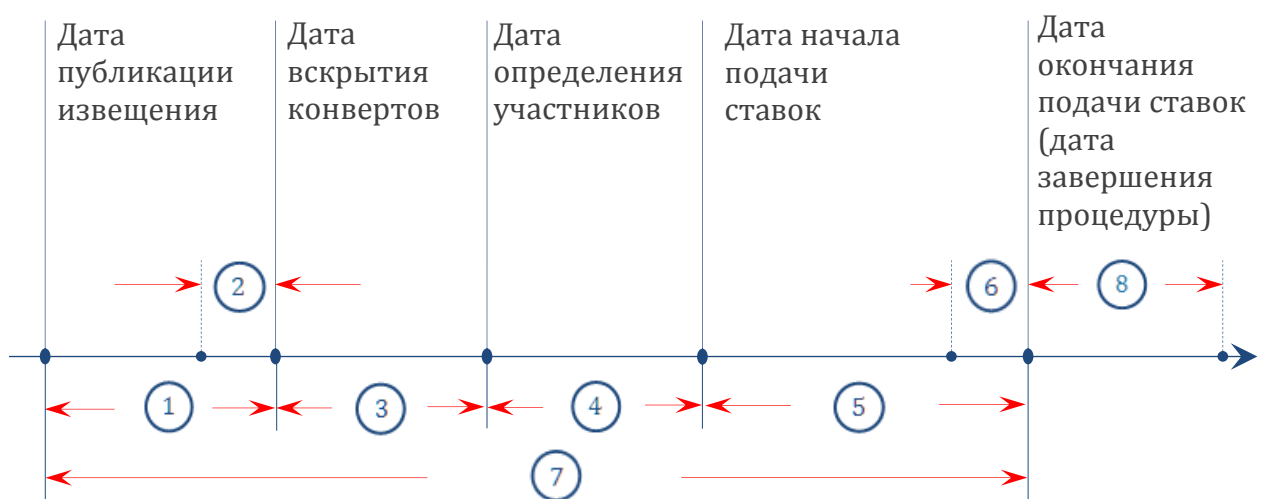 Дата
публикации
извещения
Дата
вскрытия
конвертов
Дата
определения
участников
Дата начала
подачи
ставок
Дата
окончания
подачи ставок
(дата
завершения
процедуры)
2
6
8
1
3
4
5
7